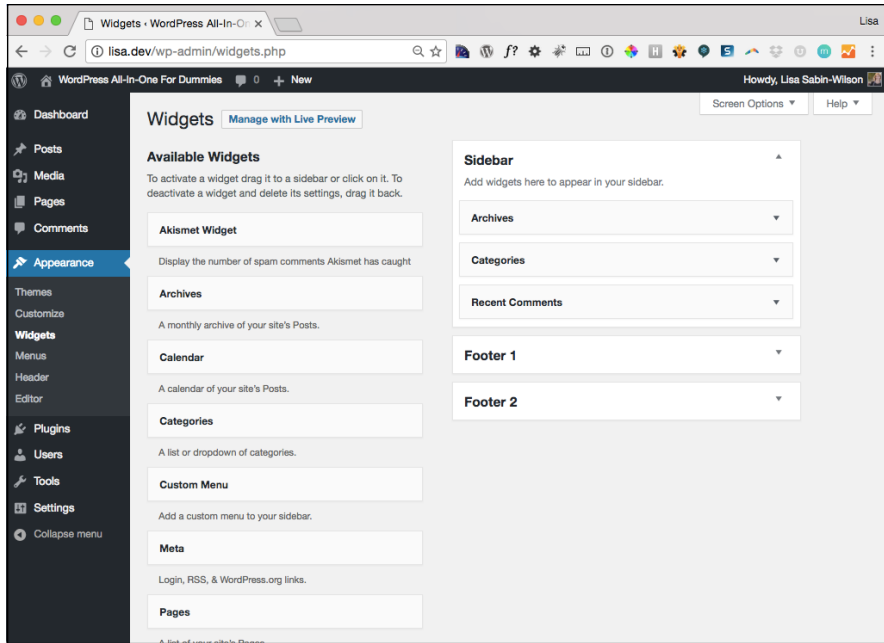 Widgets ‹ WordPress All-In-On
Lisa
lisa.dev/wp-admin/widgets.php
f?
WordPress All-In-One For Dummies 0 + New
Howdy, Lisa Sabin-Wilson
Dashboard
Posts
Media
Pages
Comments
Appearance
Themes
Customize
Widgets
Menus
Header
Editor
Plugins
Users
Tools
Settings
Collapse menu
Screen Options
Help
Widgets
Manage with Live Preview
Available Widgets
To activate a widget drag it to a sidebar or click on it. To
deactivate a widget and delete its settings, drag it back.
Akismet Widget
Display the number of spam comments Akismet has caught
Archives
A monthly archive of your site's Posts.
Calendar
A calendar of your site's Posts.
Categories
A list or dropdown of categories.
Custom Menu
Add a custom menu to your sidebar.
Meta
Login, RSS, & WordPress.org links.
Pages
A list of your site's Pages.
Sidebar
Add widgets here to appear in your sidebar.
Archives
Categories
Recent Comments
Footer 1
Footer 2